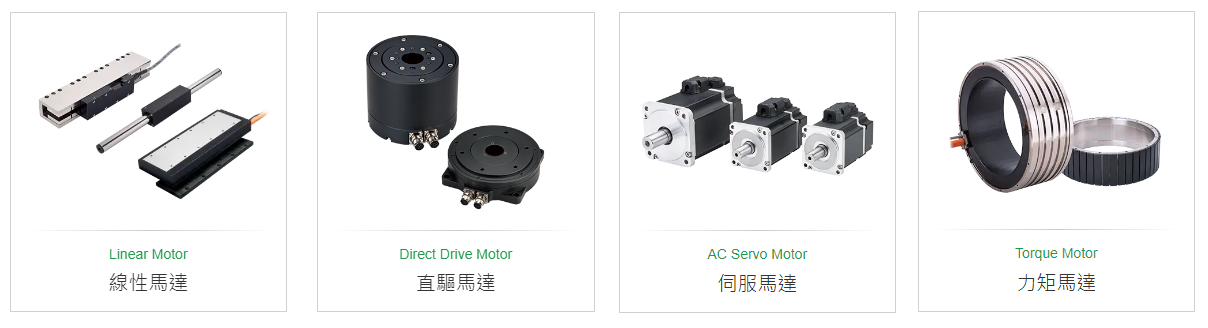 Linear Motor
線性馬達
Direct Drive Motor
直驅馬達
AC Servo Motor
伺服馬達
Torque Motor
力矩馬達